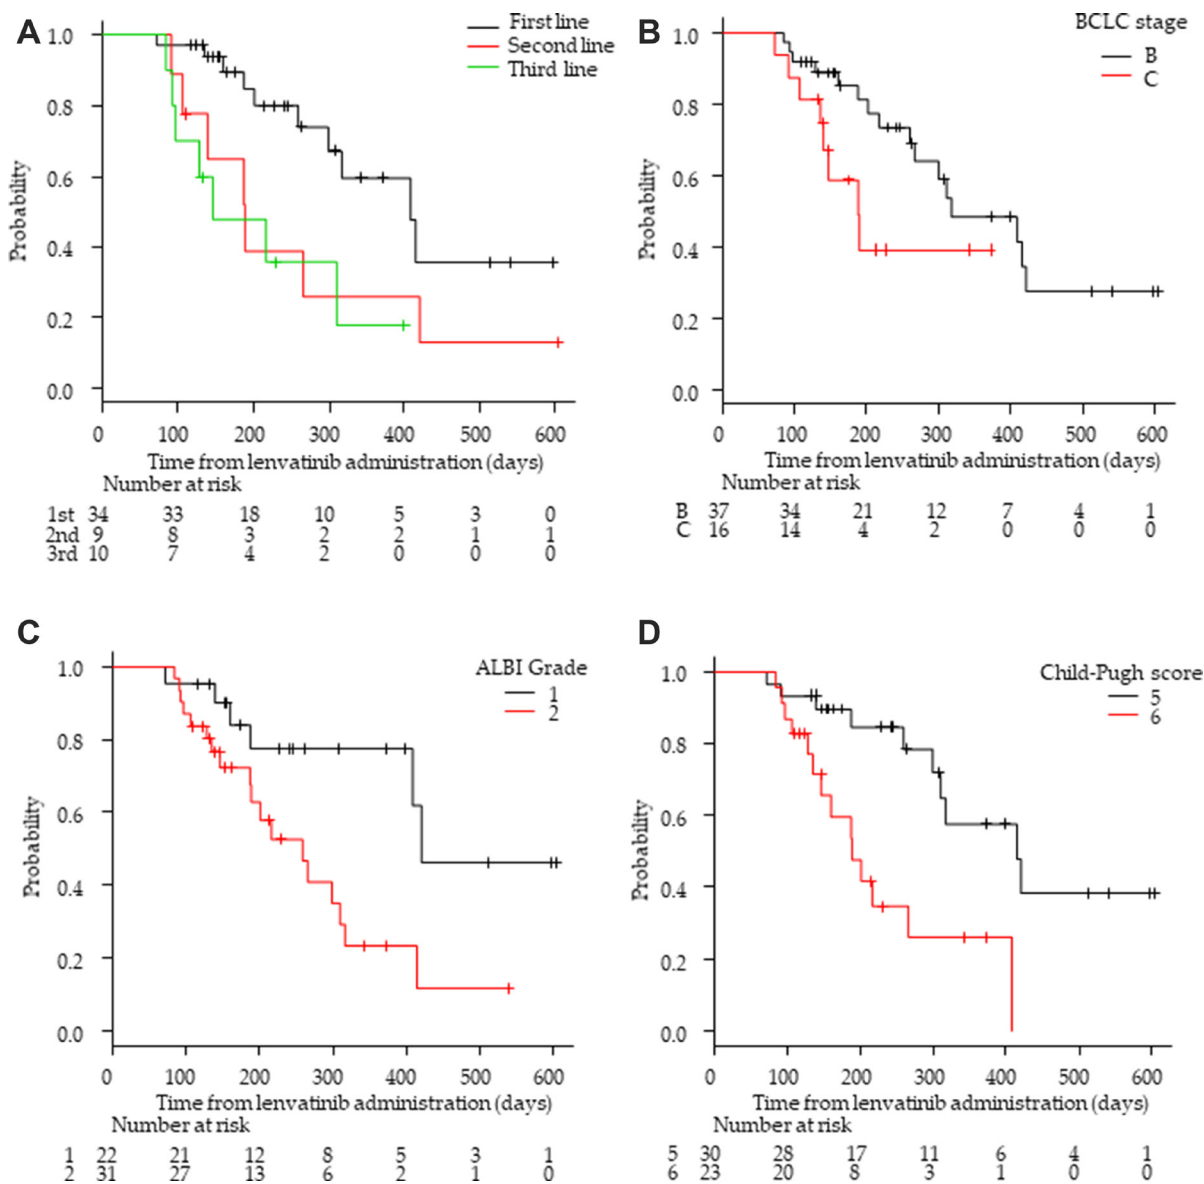 A
First line
Second line
Third line
1.0
0.8
0.6
0.4
0.2
0.0
Probability
0 100 200 300 400 500 600
Time from lenvatinib administration (days)
Number at risk
1st 34 33 18 10 5 3 0
2nd 9 8 3 2 2 1 1
3rd 10 7 4 2 0 0 0
B
BCLC stage
B
C
1.0
0.8
0.6
0.4
0.2
0.0
Probability
0 100 200 300 400 500 600
Time from lenvatinib administration (days)
Number at risk
B 37 34 21 12 7 4 1
C 16 14 4 2 0 0 0
C
ALBI Grade
1
2
1.0
0.8
0.6
0.4
0.2
0.0
Probability
0 100 200 300 400 500 600
Time from lenvatinib administration (days)
Number at risk
1 22 21 12 8 5 3 1
2 31 27 13 6 2 1 0
D
Child-Pugh score
5
6
1.0
0.8
0.6
0.4
0.2
0.0
Probability
0 100 200 300 400 500 600
Time from lenvatinib administration (days)
Number at risk
5 30 28 17 11 6 4 1
6 23 20 8 3 1 0 0